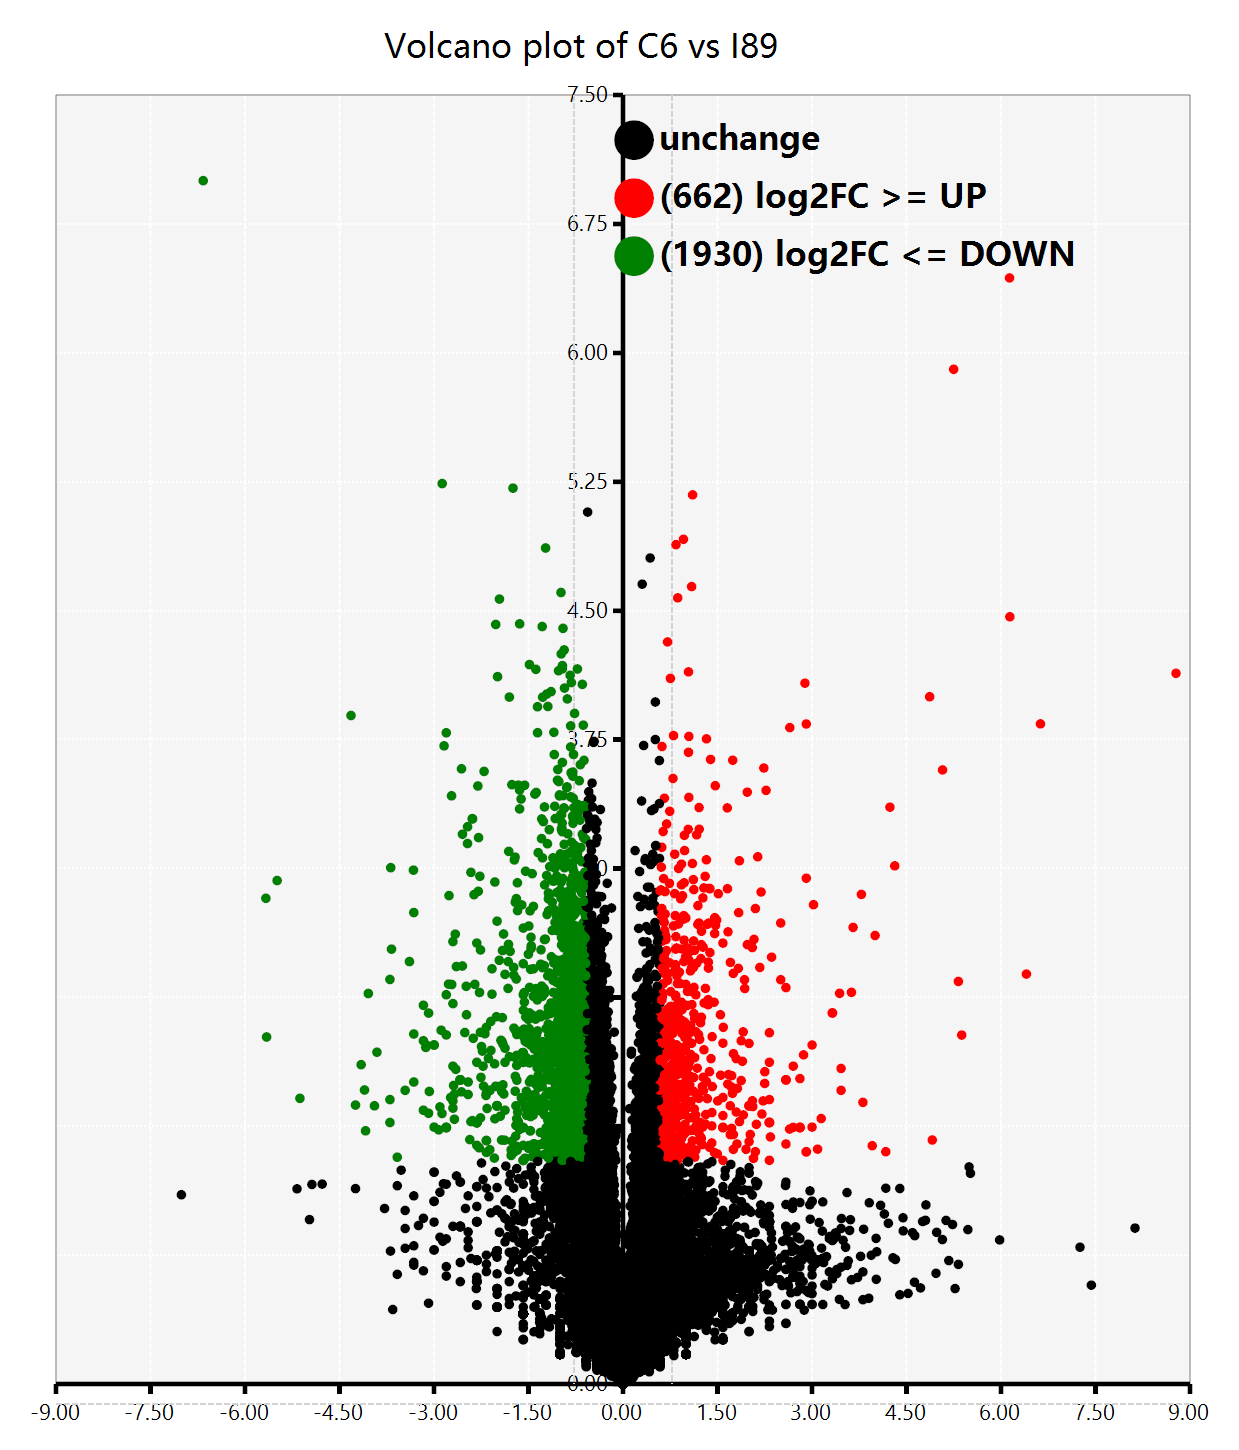 Volcano plot of C6 vs I89
7.50
unchange
(662) log2FC >= UP
6.75
(1930) log2FC <= DOWN
6.00
5.25
4.50
3.75
0.00
-9.00 -7.50 -6.00 -4.50 -3.00 -1.50 0.00 1.50 3.00 4.50 6.00 7.50 9.00